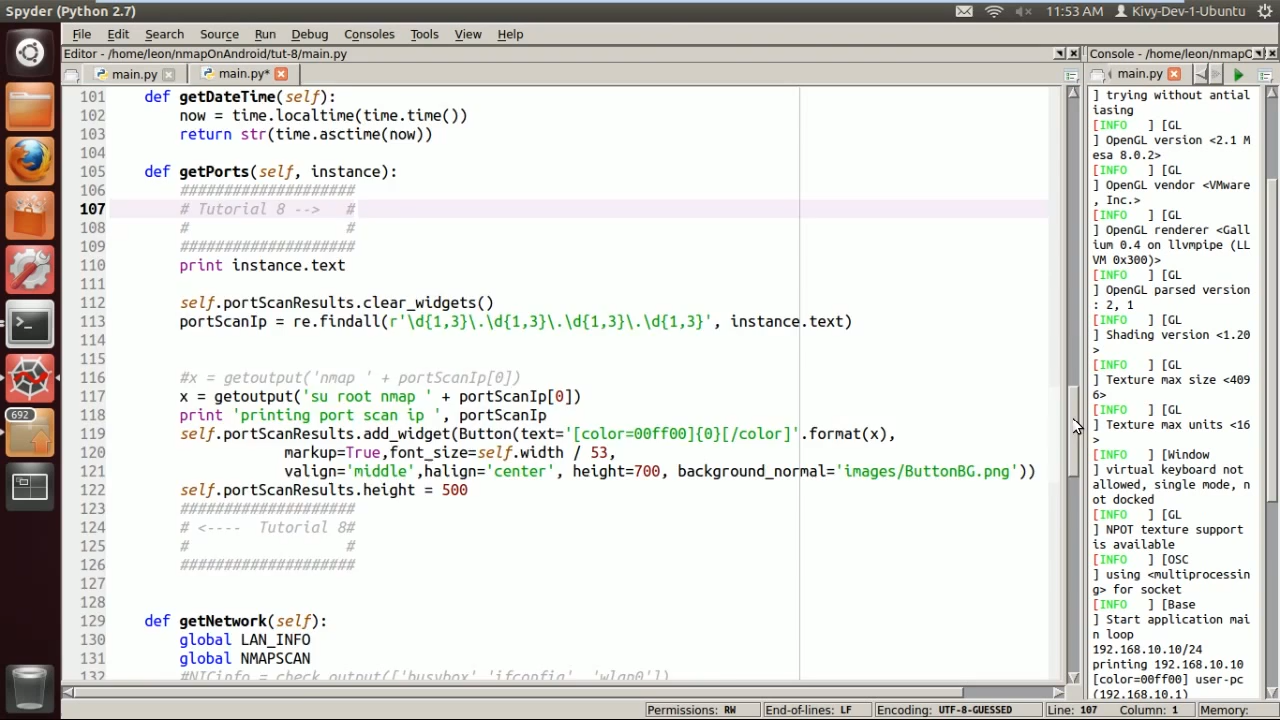 Spyder (Python 2.7)
11:53 AM Kivy-Dev-1-Ubuntu
File Edit Search Run Source Debug Consoles Tools View Help
Editor - /home/leon/nmapOnAndroid/tut-8/main.py
main.py main.py*
101 def getDateTime(self):
102 now = time.localtime(time.time())
103 return str(time.asctime(now))
104
105 def getPorts(self, instance):
106 ####################
107 # Tutorial 8 --> #
108 # #
109 ####################
110 print instance.text
111
112 self.portScanResults.clear_widgets()
113 portScanIp = re.findall(r'\d{1,3}\.\d{1,3}\.\d{1,3}\.\d{1,3}', instance.text)
114
115
116 #x = getoutput('nmap ' + portScanIp[0])
117 x = getoutput('su root nmap ' + portScanIp[0])
118 print 'printing port scan ip ', portScanIp
119 self.portScanResults.add_widget(Button(text='[color=00ff00]{0}[/color]'.format(x),
120 markup=True,font_size=self.width / 53,
121 valign='middle',halign='center', height=700, background_normal='images/ButtonBG.png'))
122 self.portScanResults.height = 500
123 ####################
124 # <---- Tutorial 8#
125 # #
126 ####################
127
128
129 def getNetwork(self):
130 global LAN_INFO
131 global NMAPSCAN
132 #NICinfo = check_output(['busybox' 'ifconfig' 'wlan0'])
Console - /home/leon/nmapO
main.py
] trying without antial
iasing
[INFO ] [GL
] OpenGL version <2.1 M
esa 8.0.2>
[INFO ] [GL
] OpenGL vendor <VMware
, Inc.>
[INFO ] [GL
] OpenGL renderer <Gall
ium 0.4 on llvmpipe (LL
VM 0x300)>
[INFO ] [GL
] OpenGL parsed version
: 2, 1
[INFO ] [GL
] Shading version <1.20
>
[INFO ] [GL
] Texture max size <409
6>
[INFO ] [GL
] Texture max units <16
>
[INFO ] [Window
] virtual keyboard not
allowed, single mode, n
ot docked
[INFO ] [GL
] NPOT texture support
is available
[INFO ] [OSC
] using <multiprocessin
g> for socket
[INFO ] [Base
] Start application mai
n loop
192.168.10.10/24
printing 192.168.10.10
[color=00ff00] user-pc
(192.168.10.1)
692
Permissions: RW End-of-lines: LF Encoding: UTF-8-GUESSED Line: 107 Column: 1 Memory: